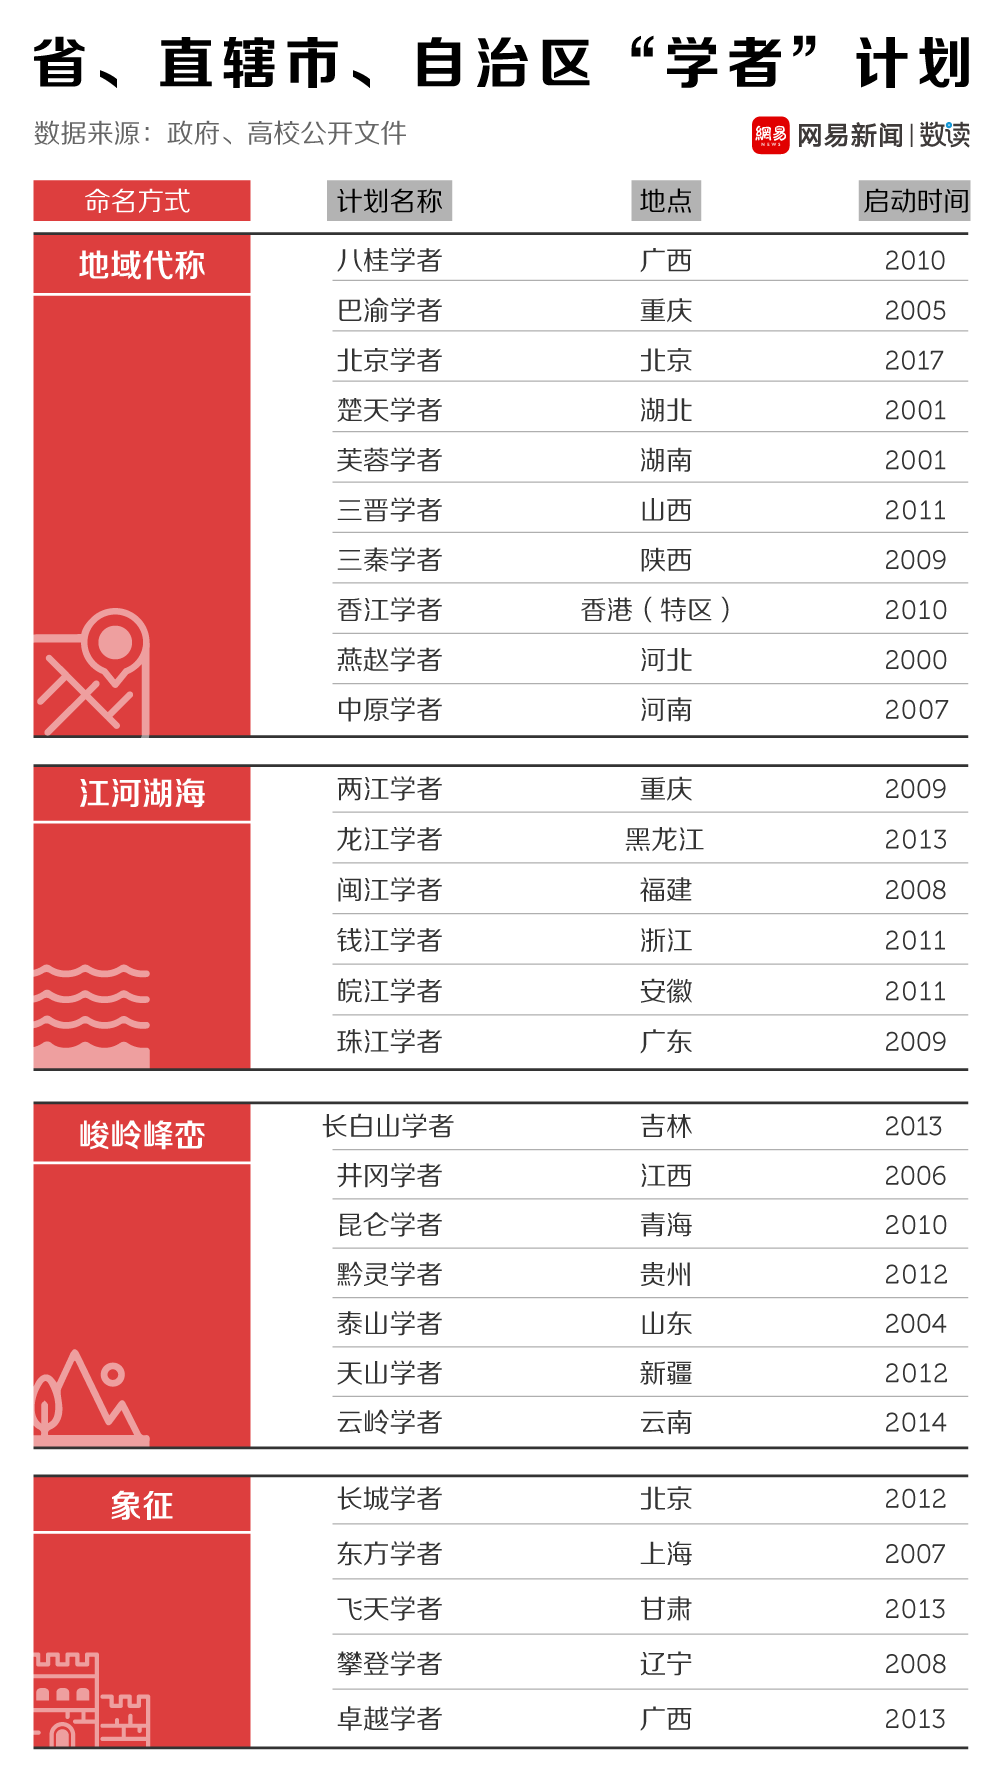 省、直辖市、自治区“学者”计划
数据来源：政府、高校公开文件
網易 NEWS 网易新闻|数读
命名方式 计划名称 地点 启动时间
地域代称 八桂学者 广西 2010
巴渝学者 重庆 2005
北京学者 北京 2017
楚天学者 湖北 2001
芙蓉学者 湖南 2001
三晋学者 山西 2011
三秦学者 陕西 2009
香江学者 香港（特区） 2010
燕赵学者 河北 2000
中原学者 河南 2007
江河湖海 两江学者 重庆 2009
龙江学者 黑龙江 2013
闽江学者 福建 2008
钱江学者 浙江 2011
皖江学者 安徽 2011
珠江学者 广东 2009
峻岭峰峦 长白山学者 吉林 2013
井冈学者 江西 2006
昆仑学者 青海 2010
黔灵学者 贵州 2012
泰山学者 山东 2004
天山学者 新疆 2012
云岭学者 云南 2014
象征 长城学者 北京 2012
东方学者 上海 2007
飞天学者 甘肃 2013
攀登学者 辽宁 2008
卓越学者 广西 2013